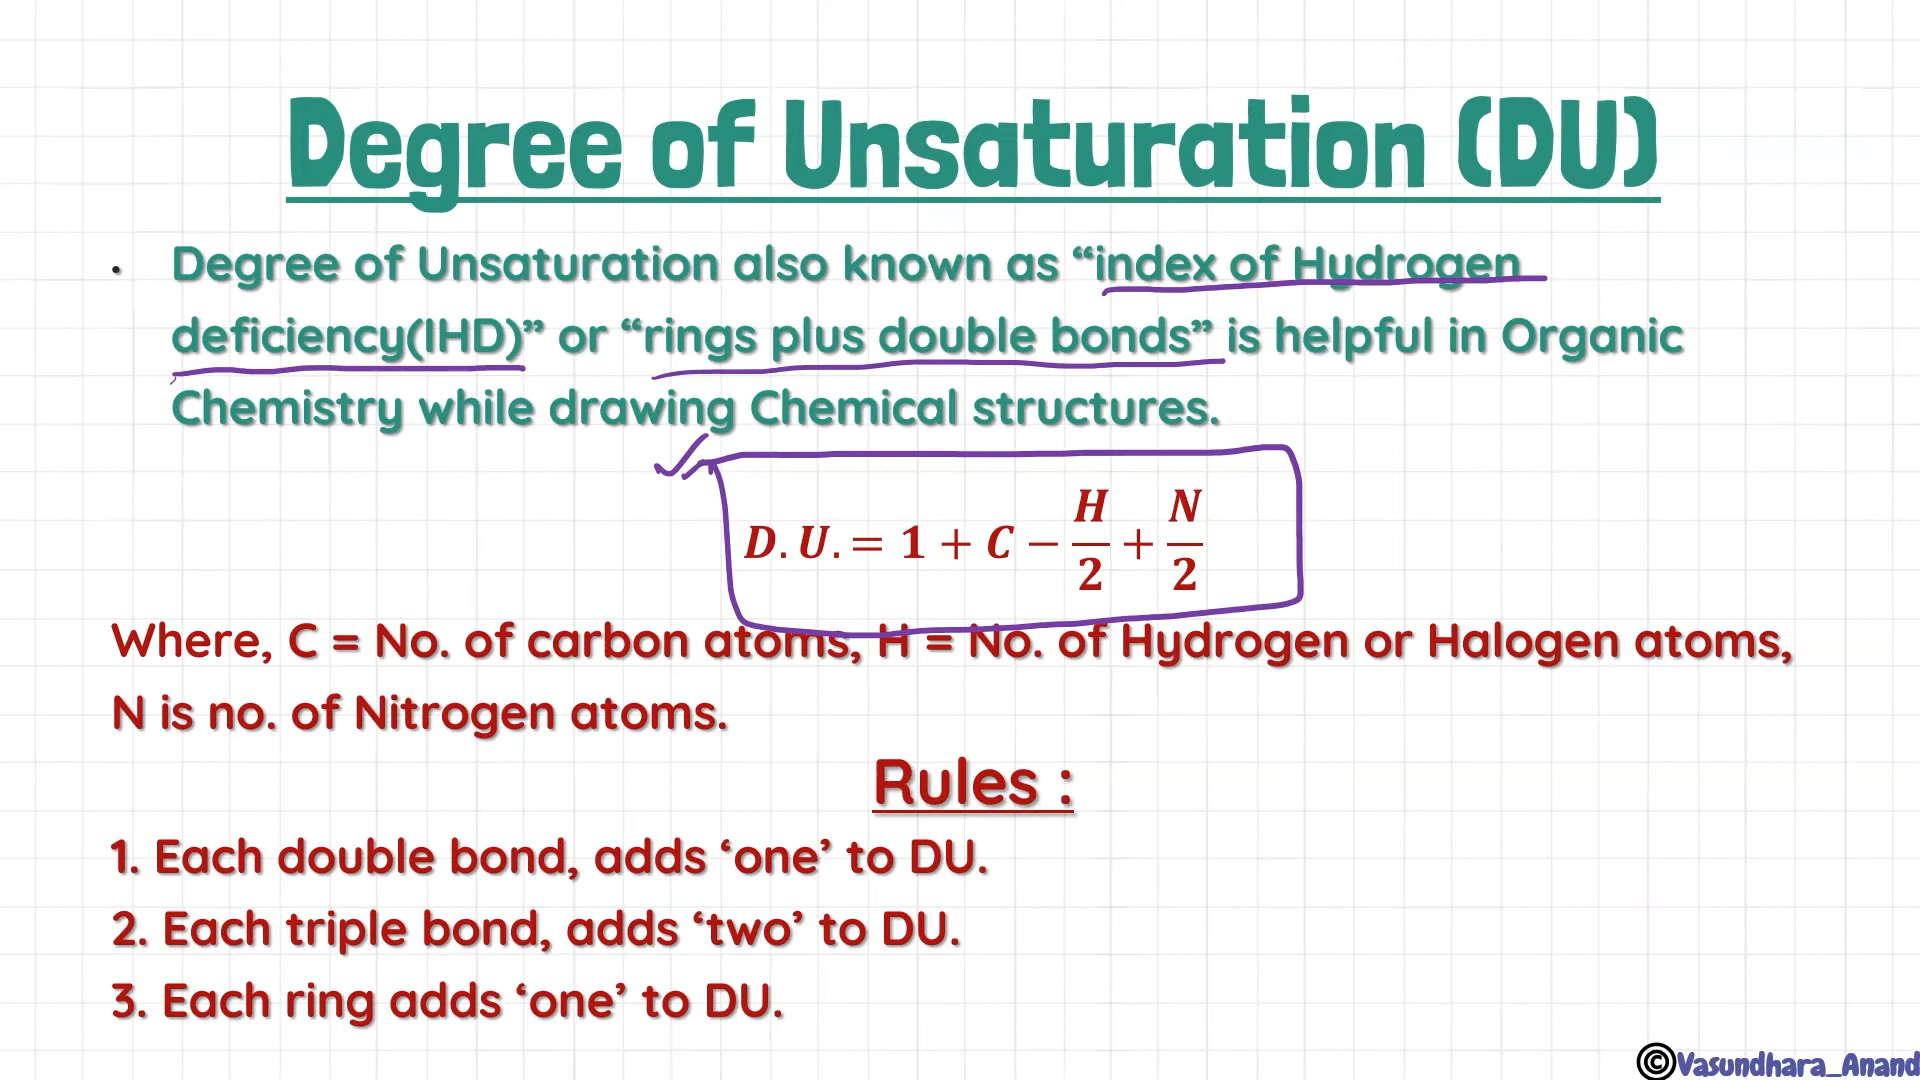 Degree of Unsaturation (DU)
• Degree of Unsaturation also known as “index of Hydrogen
deficiency(IHD)” or “rings plus double bonds” is helpful in Organic
Chemistry while drawing Chemical structures.
D.U.= 1 + C − H/2 + N/2
Where, C = No. of carbon atoms, H = No. of Hydrogen or Halogen atoms,
N is no. of Nitrogen atoms.
Rules :
1. Each double bond, adds ‘one’ to DU.
2. Each triple bond, adds ‘two’ to DU.
3. Each ring adds ‘one’ to DU.
©Vasundhara_Anand